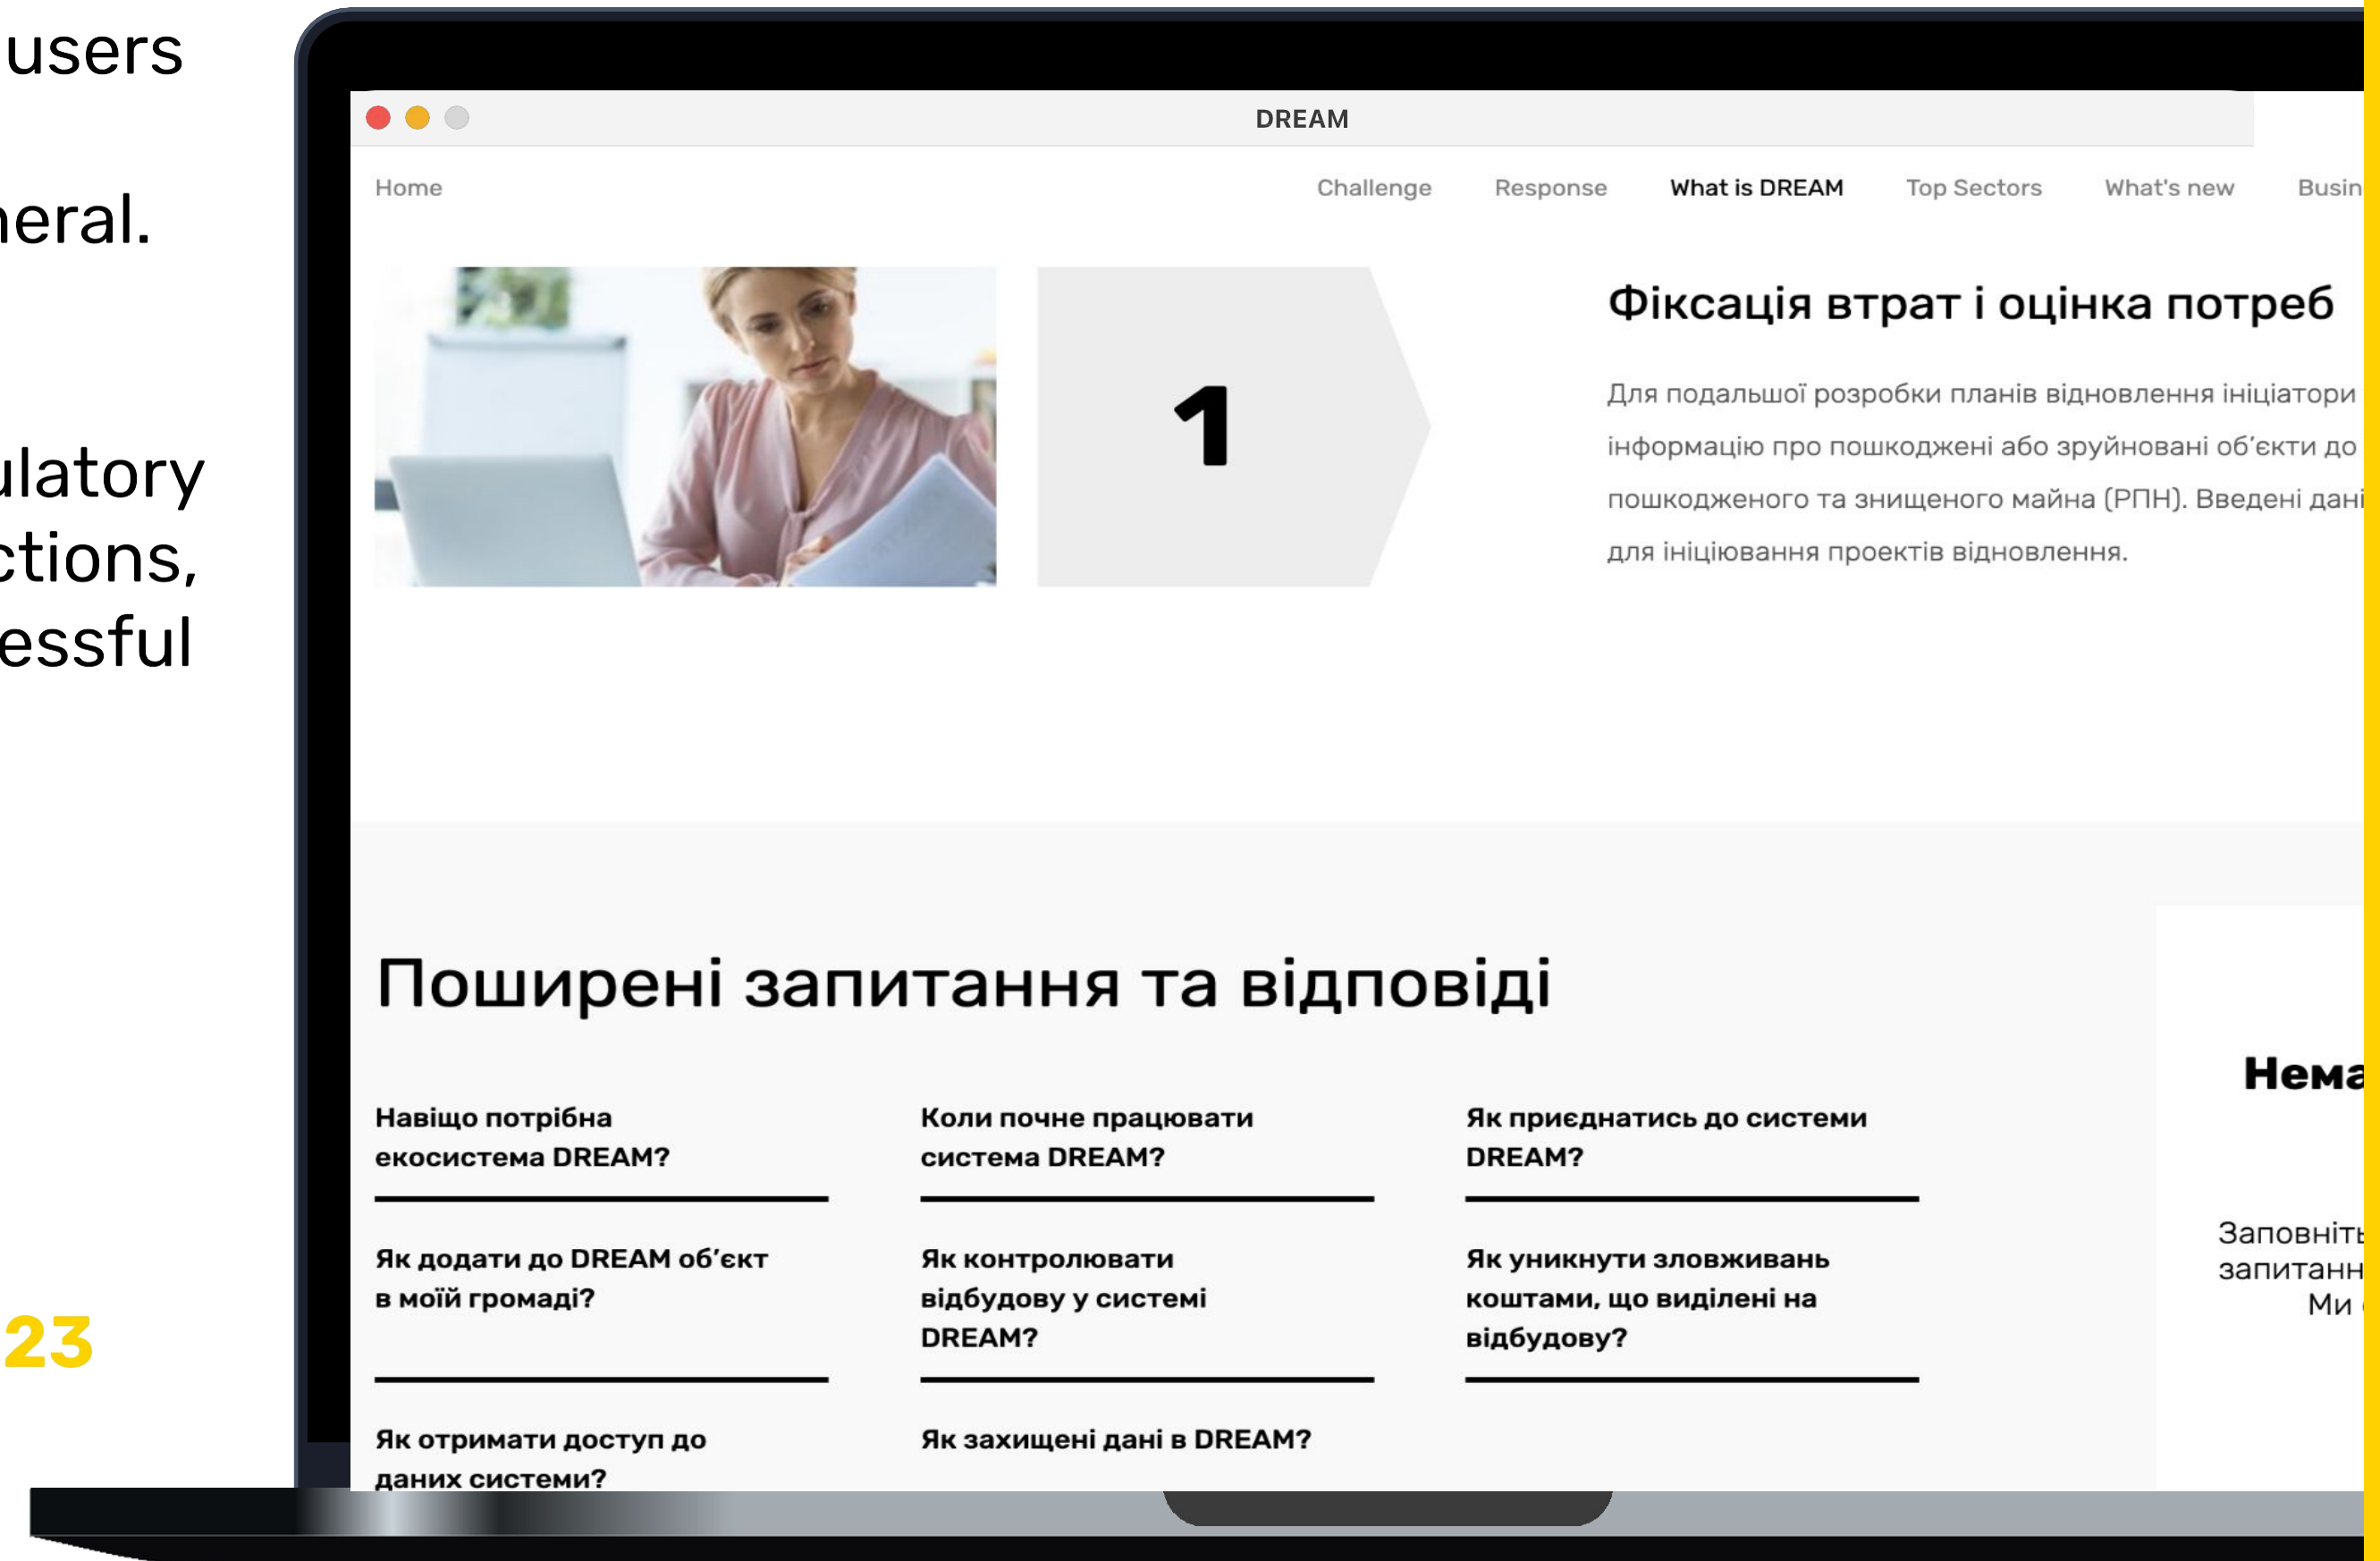 users
neral.
ulatory
ctions,
essful
23
DREAM
Home
Challenge
Response
What is DREAM
Top Sectors
What's new
Busin
1
Фіксація втрат і оцінка потреб
Для подальшої розробки планів відновлення ініціатори
інформацію про пошкоджені або зруйновані об’єкти до
пошкодженого та знищеного майна (РПН). Введені дані
для ініціювання проектів відновлення.
Поширені запитання та відповіді
Навіщо потрібна
екосистема DREAM?
Коли почне працювати
система DREAM?
Як приєднатись до системи
DREAM?
Як додати до DREAM об’єкт
в моїй громаді?
Як контролювати
відбудову у системі
DREAM?
Як уникнути зловживань
коштами, що виділені на
відбудову?
Як отримати доступ до
даних системи?
Як захищені дані в DREAM?
Нема
Заповніть
запитанн
Ми